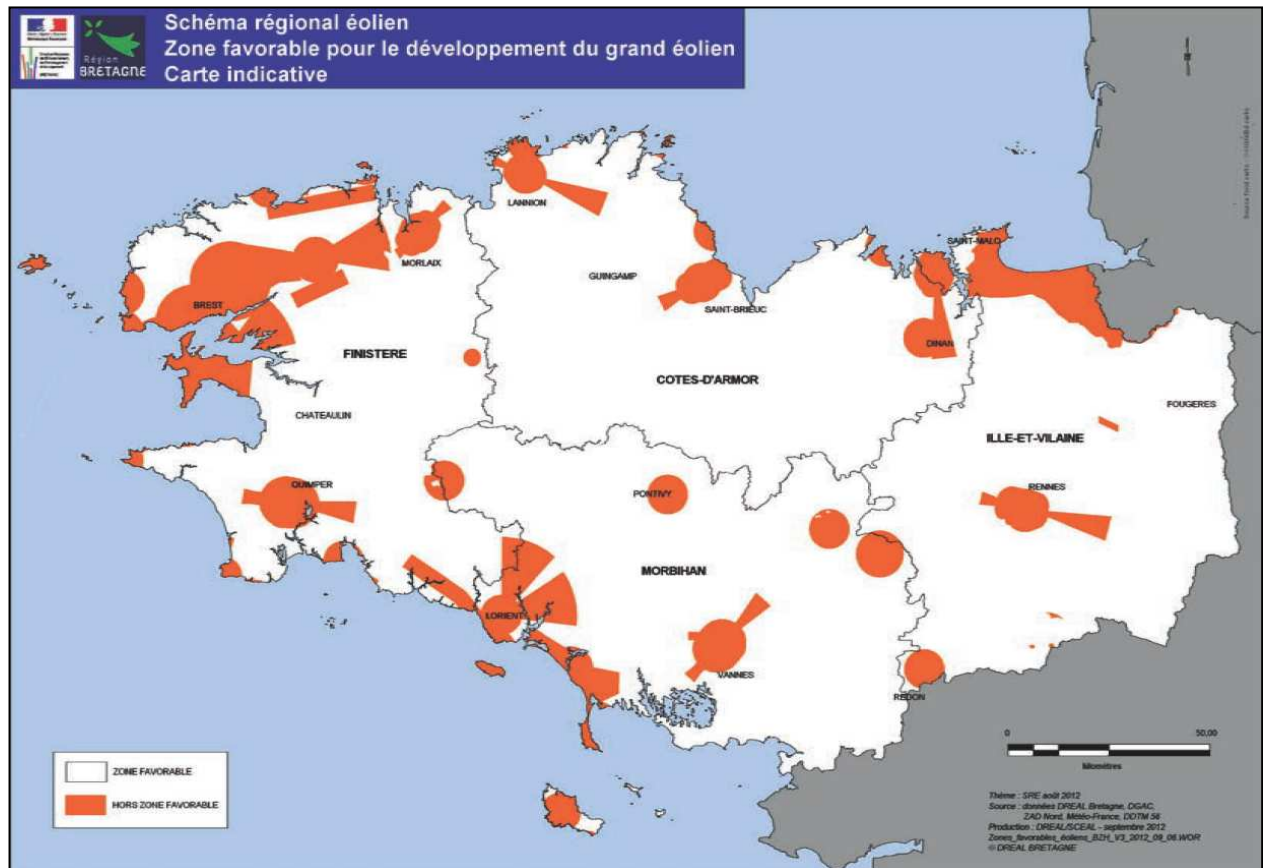 Schéma régional éolien
Zone favorable pour le développement du grand éolien
Carte indicative
Région
BRETAGNE
LANNION
MORLAIX
SAINT-MALO
GUINGAMP
BREST
SAINT-BRIEUC
FINISTERE
DINAN
COTES-D'ARMOR
FOUGERES
CHATEAULIN
ILLE-ET-VILAINE
QUIMPER
PONTIVY
RENNES
MORBIHAN
LORIENT
VANNES
REDON
0 50,00
Kilomètres
ZONE FAVORABLE
HORS ZONE FAVORABLE
Thème : SRE août 2012
Source : données DREAL Bretagne, DGAC,
ZAD Nord, Météo-France, DDTM 56
Production : DREAL/SCEAL - septembre 2012
Zones_favorables_éoliens_BZH_V3_2012_09_06.WOR
© DREAL BRETAGNE